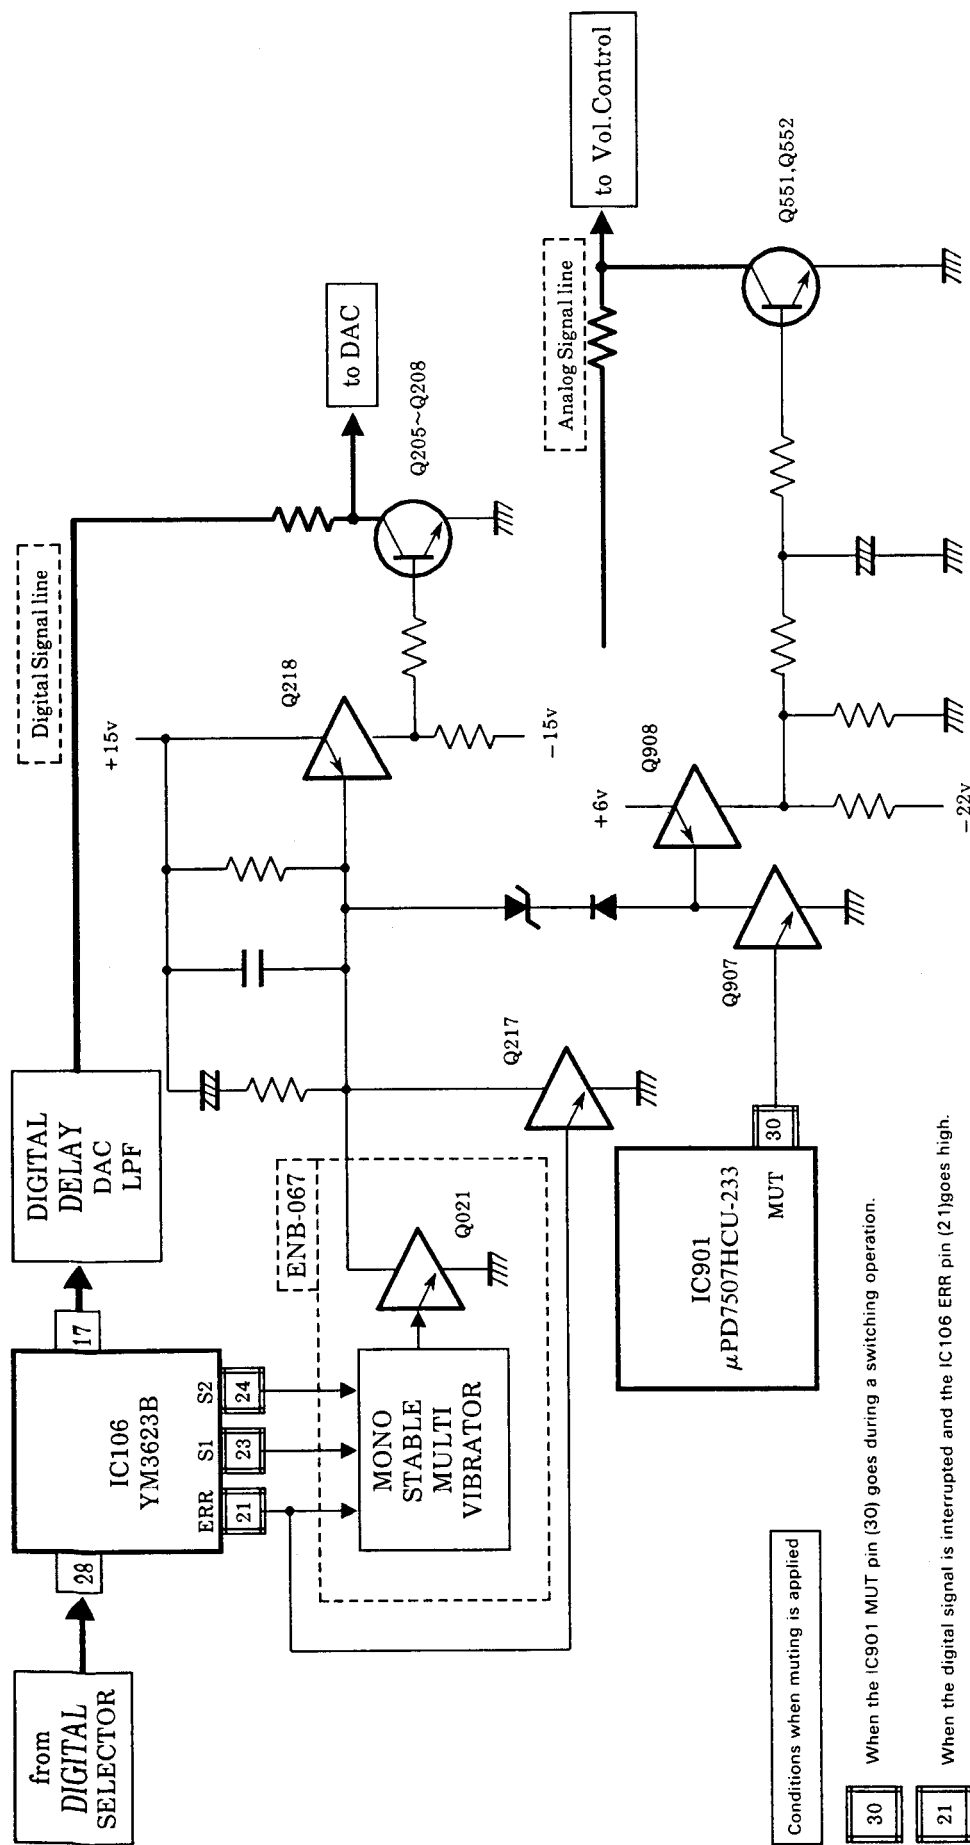 from
DIGITAL
SELECTOR
28
IC106
YM3623B
17
ERR
S1
S2
21
23
24
DIGITAL
DELAY
DAC
LPF
Digital Signal line
to DAC
Q205~Q208
+15v
Q218
-15v
ENB-067
MONO
STABLE
MULTI
VIBRATOR
Q021
Q217
Analog Signal line
to Vol.Control
Q551,Q552
+6v
Q908
-22v
Q907
IC901
μPD7507HCU-233
MUT
30
Conditions when muting is applied
30
When the IC901 MUT pin (30) goes during a switching operation.
21
When the digital signal is interrupted and the IC106 ERR pin (21)goes high.